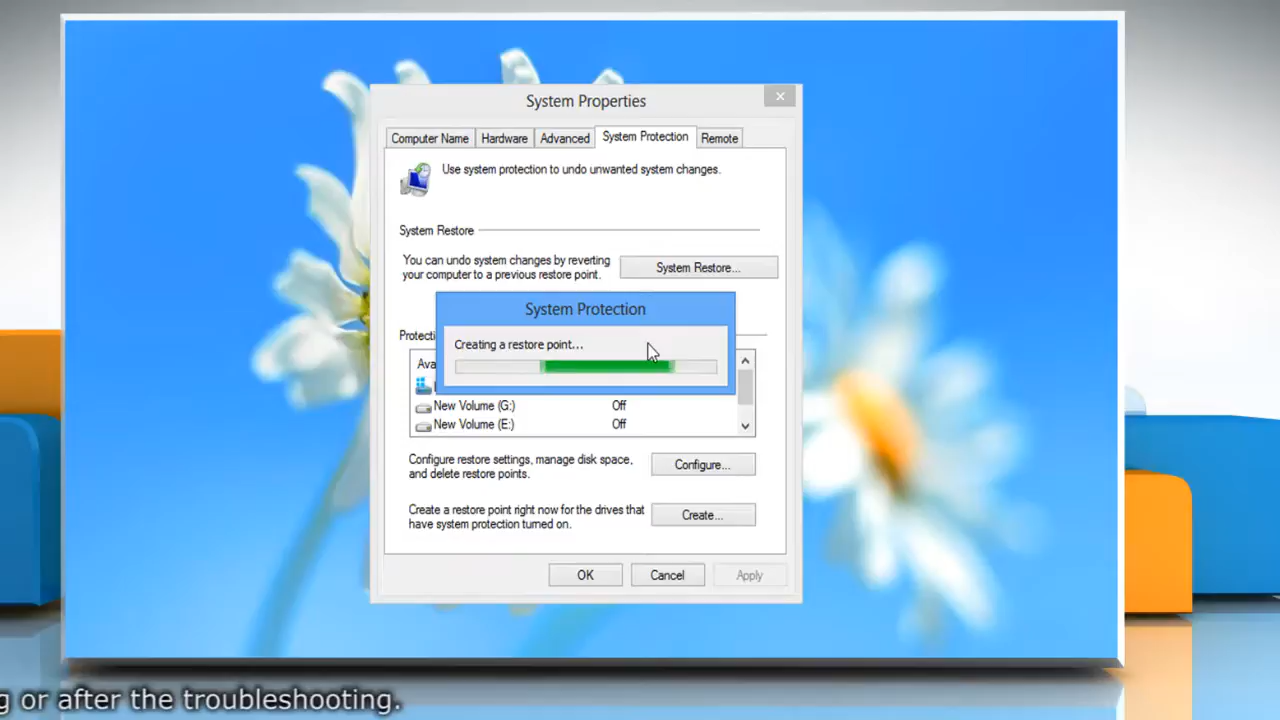 System Properties
Computer Name
Hardware
Advanced
System Protection
Remote
Use system protection to undo unwanted system changes.
System Restore
You can undo system changes by reverting
your computer to a previous restore point.
System Restore...
System Protection
Creating a restore point...
Protecti
Ava
New Volume (G:) Off
New Volume (E:) Off
Configure restore settings, manage disk space,
and delete restore points.
Configure...
Create a restore point right now for the drives that
have system protection turned on.
Create...
OK
Cancel
Apply
g or after the troubleshooting.